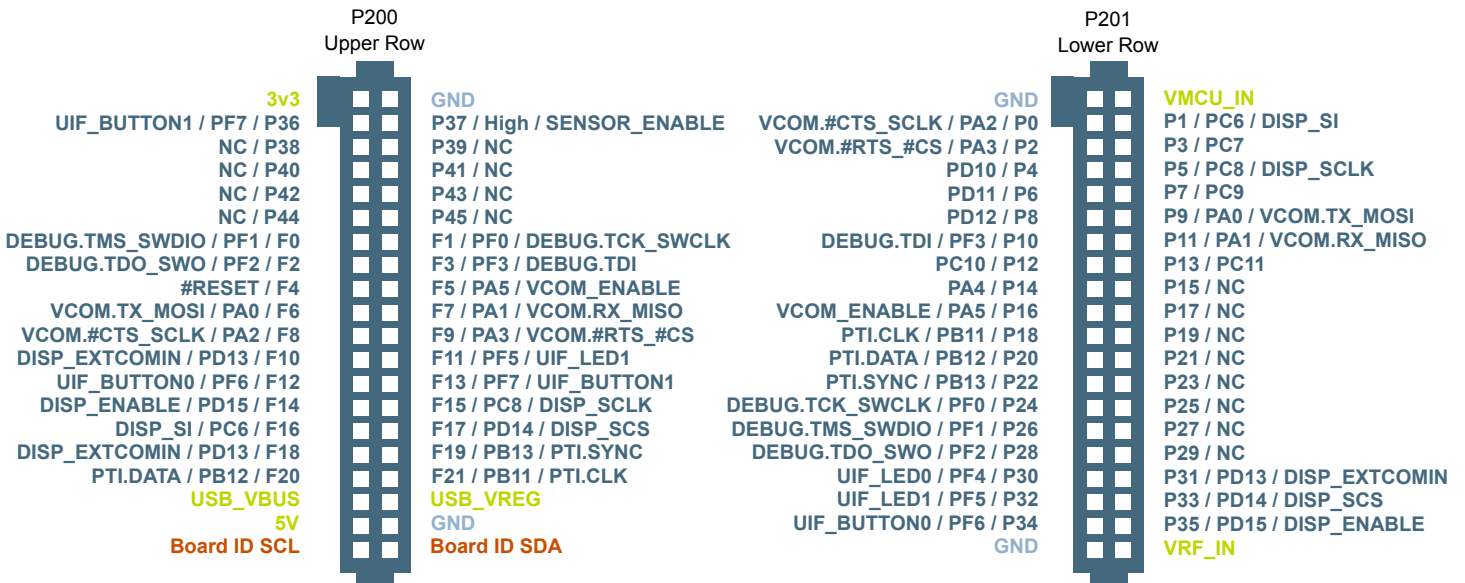 P200
Upper Row
3v3
GND
UIF_BUTTON1 / PF7 / P36
P37 / High / SENSOR_ENABLE
NC / P38
P39 / NC
NC / P40
P41 / NC
NC / P42
P43 / NC
NC / P44
P45 / NC
DEBUG.TMS_SWDIO / PF1 / F0
F1 / PF0 / DEBUG.TCK_SWCLK
DEBUG.TDO_SWO / PF2 / F2
F3 / PF3 / DEBUG.TDI
#RESET / F4
F5 / PA5 / VCOM_ENABLE
VCOM.TX_MOSI / PA0 / F6
F7 / PA1 / VCOM.RX_MISO
VCOM.#CTS_SCLK / PA2 / F8
F9 / PA3 / VCOM.#RTS_#CS
DISP_EXTCOMIN / PD13 / F10
F11 / PF5 / UIF_LED1
UIF_BUTTON0 / PF6 / F12
F13 / PF7 / UIF_BUTTON1
DISP_ENABLE / PD15 / F14
F15 / PC8 / DISP_SCLK
DISP_SI / PC6 / F16
F17 / PD14 / DISP_SCS
DISP_EXTCOMIN / PD13 / F18
F19 / PB13 / PTI.SYNC
PTI.DATA / PB12 / F20
F21 / PB11 / PTI.CLK
USB_VBUS
USB_VREG
5V
GND
Board ID SCL
Board ID SDA
P201
Lower Row
GND
VMCU_IN
VCOM.#CTS_SCLK / PA2 / P0
P1 / PC6 / DISP_SI
VCOM.#RTS_#CS / PA3 / P2
P3 / PC7
PD10 / P4
P5 / PC8 / DISP_SCLK
PD11 / P6
P7 / PC9
PD12 / P8
P9 / PA0 / VCOM.TX_MOSI
DEBUG.TDI / PF3 / P10
P11 / PA1 / VCOM.RX_MISO
PC10 / P12
P13 / PC11
PA4 / P14
P15 / NC
VCOM_ENABLE / PA5 / P16
P17 / NC
PTI.CLK / PB11 / P18
P19 / NC
PTI.DATA / PB12 / P20
P21 / NC
PTI.SYNC / PB13 / P22
P23 / NC
DEBUG.TCK_SWCLK / PF0 / P24
P25 / NC
DEBUG.TMS_SWDIO / PF1 / P26
P27 / NC
DEBUG.TDO_SWO / PF2 / P28
P29 / NC
UIF_LED0 / PF4 / P30
P31 / PD13 / DISP_EXTCOMIN
UIF_LED1 / PF5 / P32
P33 / PD14 / DISP_SCS
UIF_BUTTON0 / PF6 / P34
P35 / PD15 / DISP_ENABLE
GND
VRF_IN